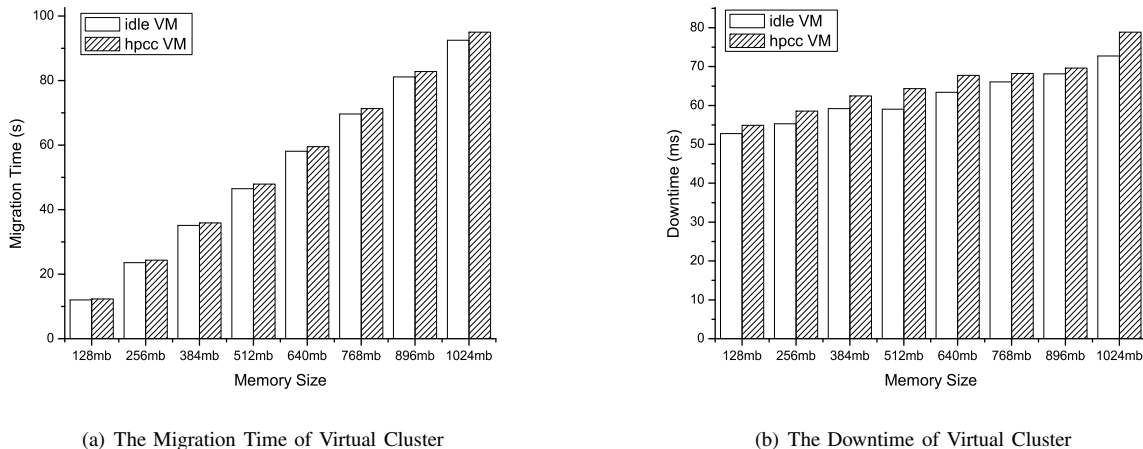 100
80
60
40
20
0
Migration Time (s)
idle VM
hpcc VM
128mb 256mb 384mb 512mb 640mb 768mb 896mb 1024mb
Memory Size
(a) The Migration Time of Virtual Cluster
80
70
60
50
40
30
20
10
0
Downtime (ms)
idle VM
hpcc VM
128mb 256mb 384mb 512mb 640mb 768mb 896mb 1024mb
Memory Size
(b) The Downtime of Virtual Cluster